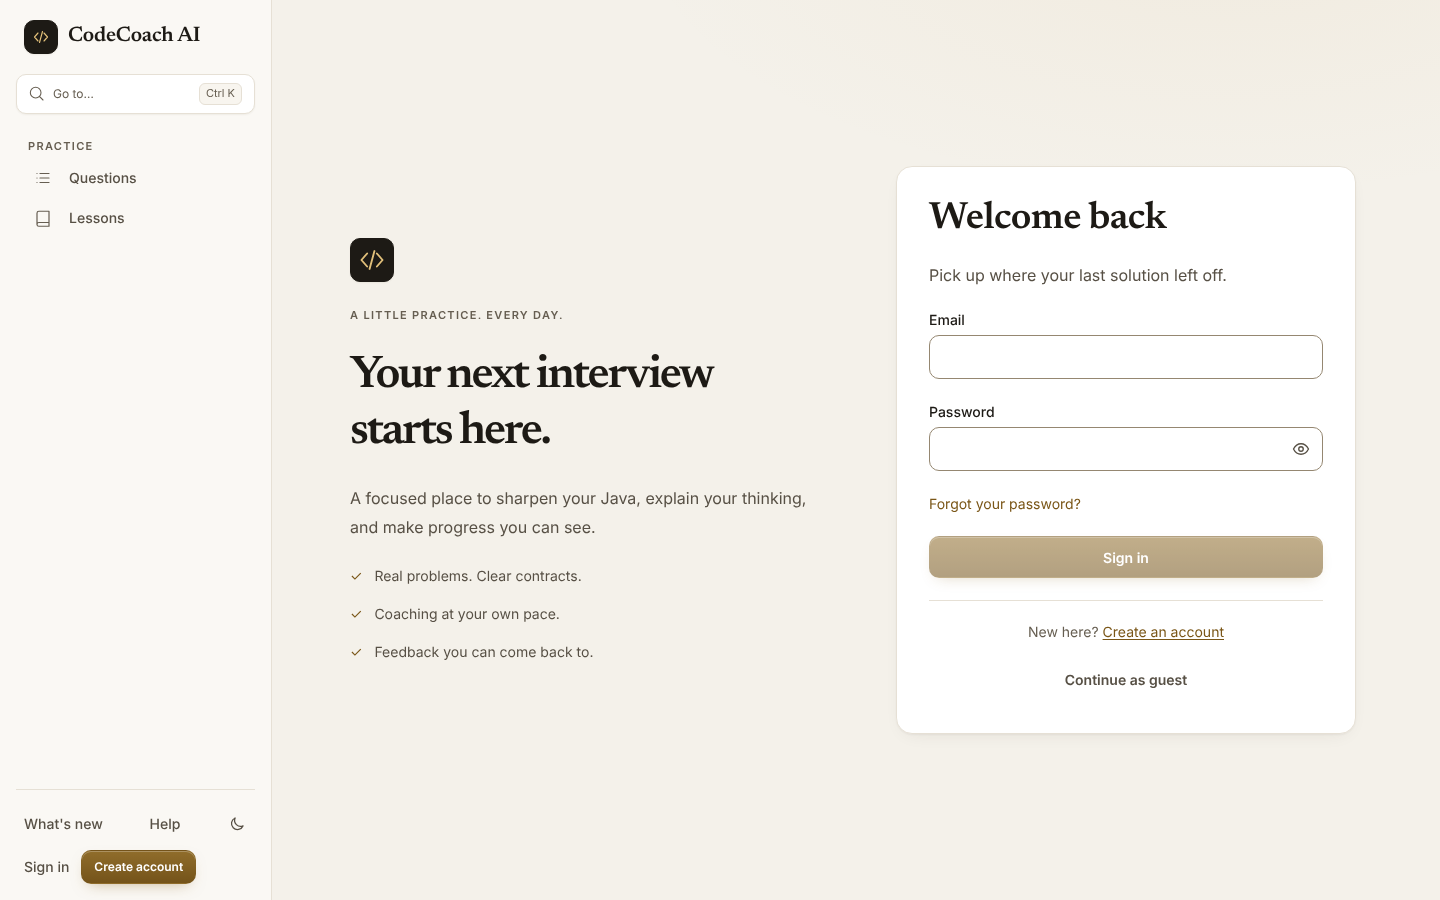 CodeCoach AI
Go to...
Ctrl K
PRACTICE
Questions
Lessons
What's new
Help
Sign in
Create account
A LITTLE PRACTICE. EVERY DAY.
Your next interview
starts here.
A focused place to sharpen your Java, explain your thinking,
and make progress you can see.
Real problems. Clear contracts.
Coaching at your own pace.
Feedback you can come back to.
Welcome back
Pick up where your last solution left off.
Email
Password
Forgot your password?
Sign in
New here? Create an account
Continue as guest